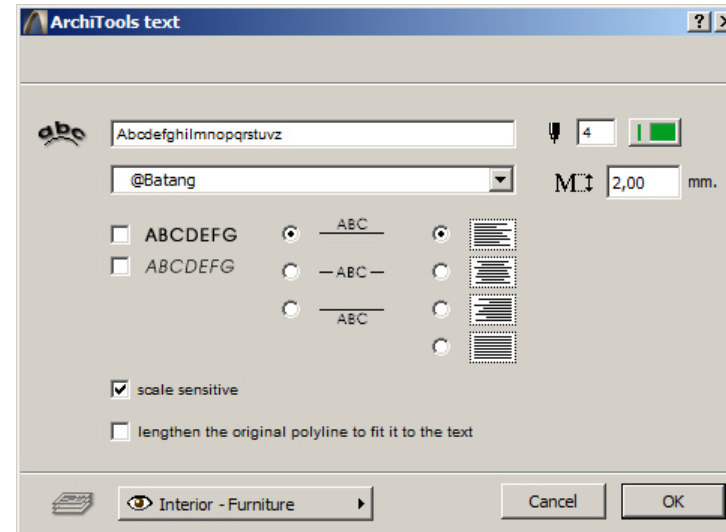 ArchiTools text
abc
Abcdefghilmnopqrstuvz
4
@Batang
M
2,00
mm.
ABCDEFG
ABC
ABCDEFG
ABC
ABC
scale sensitive
lengthen the original polyline to fit it to the text
Interior - Furniture
Cancel
OK